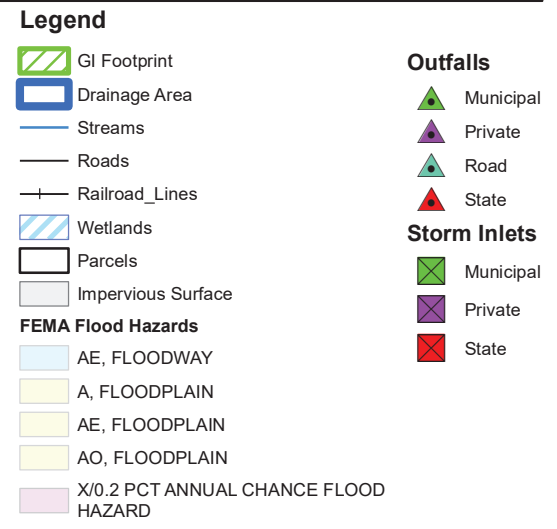 Legend
GI Footprint
Drainage Area
Streams
Roads
Railroad_Lines
Wetlands
Parcels
Impervious Surface
FEMA Flood Hazards
AE, FLOODWAY
A, FLOODPLAIN
AE, FLOODPLAIN
AO, FLOODPLAIN
X/0.2 PCT ANNUAL CHANCE FLOOD
HAZARD
Outfalls
Municipal
Private
Road
State
Storm Inlets
Municipal
Private
State